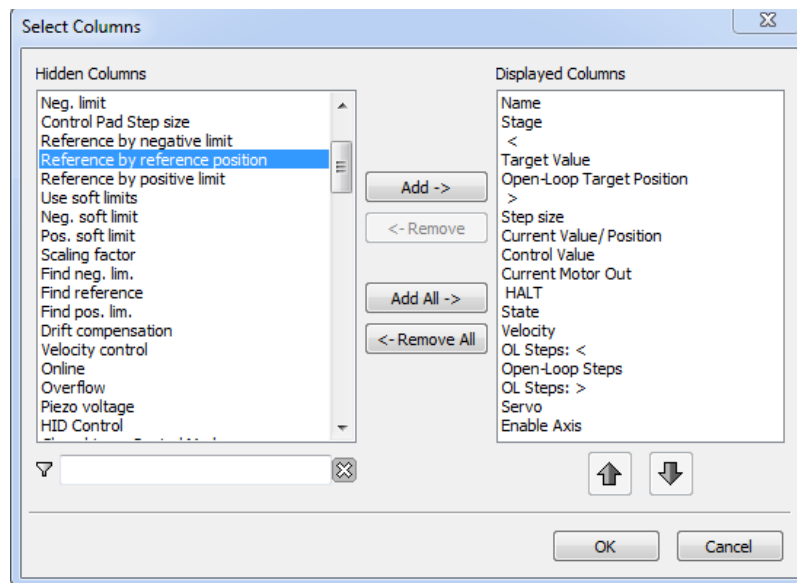 Select Columns
Hidden Columns
Neg. limit
Control Pad Step size
Reference by negative limit
Reference by reference position
Reference by positive limit
Use soft limits
Neg. soft limit
Pos. soft limit
Scaling factor
Find neg. lim.
Find reference
Find pos. lim.
Drift compensation
Velocity control
Online
Overflow
Piezo voltage
HID Control
Add ->
<- Remove
Add All ->
<- Remove All
Displayed Columns
Name
Stage
<
Target Value
Open-Loop Target Position
>
Step size
Current Value/ Position
Control Value
Current Motor Out
HALT
State
Velocity
OL Steps: <
Open-Loop Steps
OL Steps: >
Servo
Enable Axis
OK
Cancel